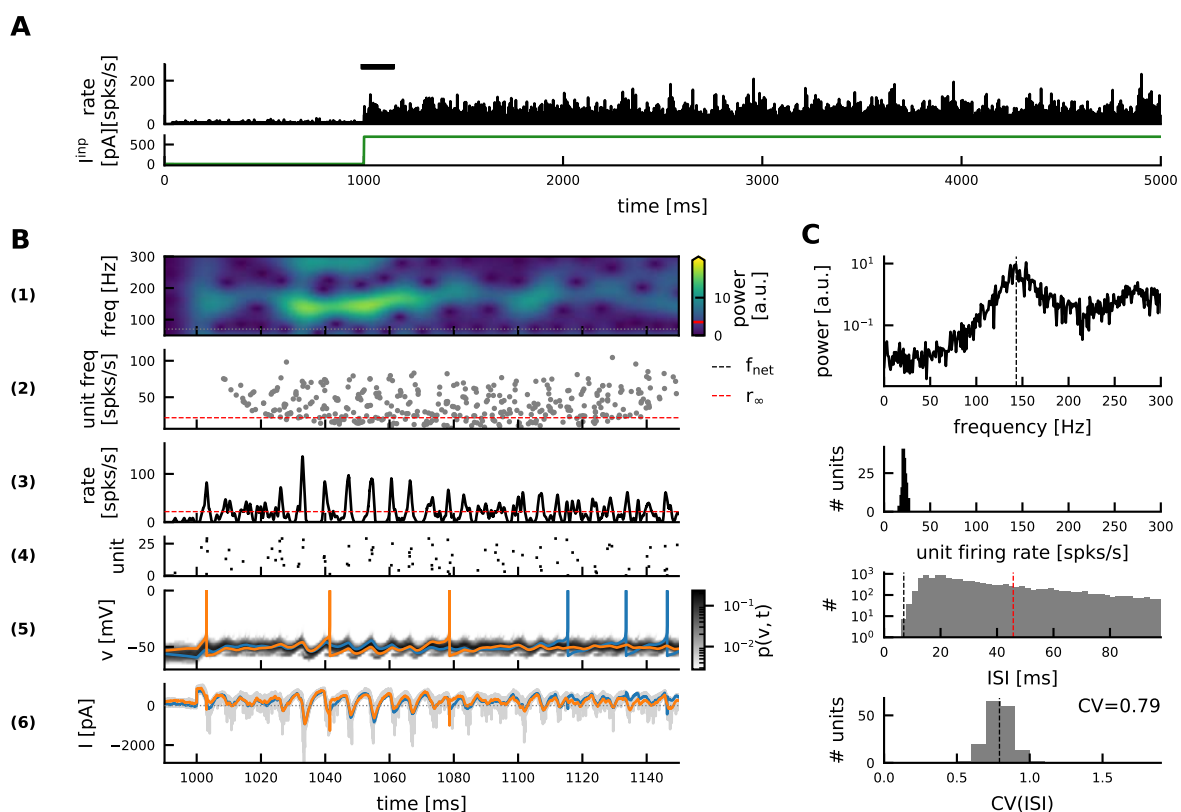 A
rate
[spks/s]
200
0
I^inp
[pA]
500
0
0
1000
2000
3000
4000
5000
time [ms]
B
(1)
freq [Hz]
300
200
100
10
0
power
[a.u.]
(2)
unit freq
[spks/s]
100
50
f_net
r_∞
(3)
rate
[spks/s]
100
0
(4)
unit
25
0
(5)
v [mV]
0
−50
10^−1
10^−2
p(v, t)
(6)
I [pA]
0
−2000
1000
1020
1040
1060
1080
1100
1120
1140
time [ms]
C
power [a.u.]
10^1
10^−1
0
50
100
150
200
250
300
frequency [Hz]
# units
25
0
0
50
100
150
200
250
300
unit firing rate [spks/s]
#
10^3
10^2
10^1
10^0
20
40
60
80
ISI [ms]
CV=0.79
# units
50
0
0.0
0.5
1.0
1.5
CV(ISI)